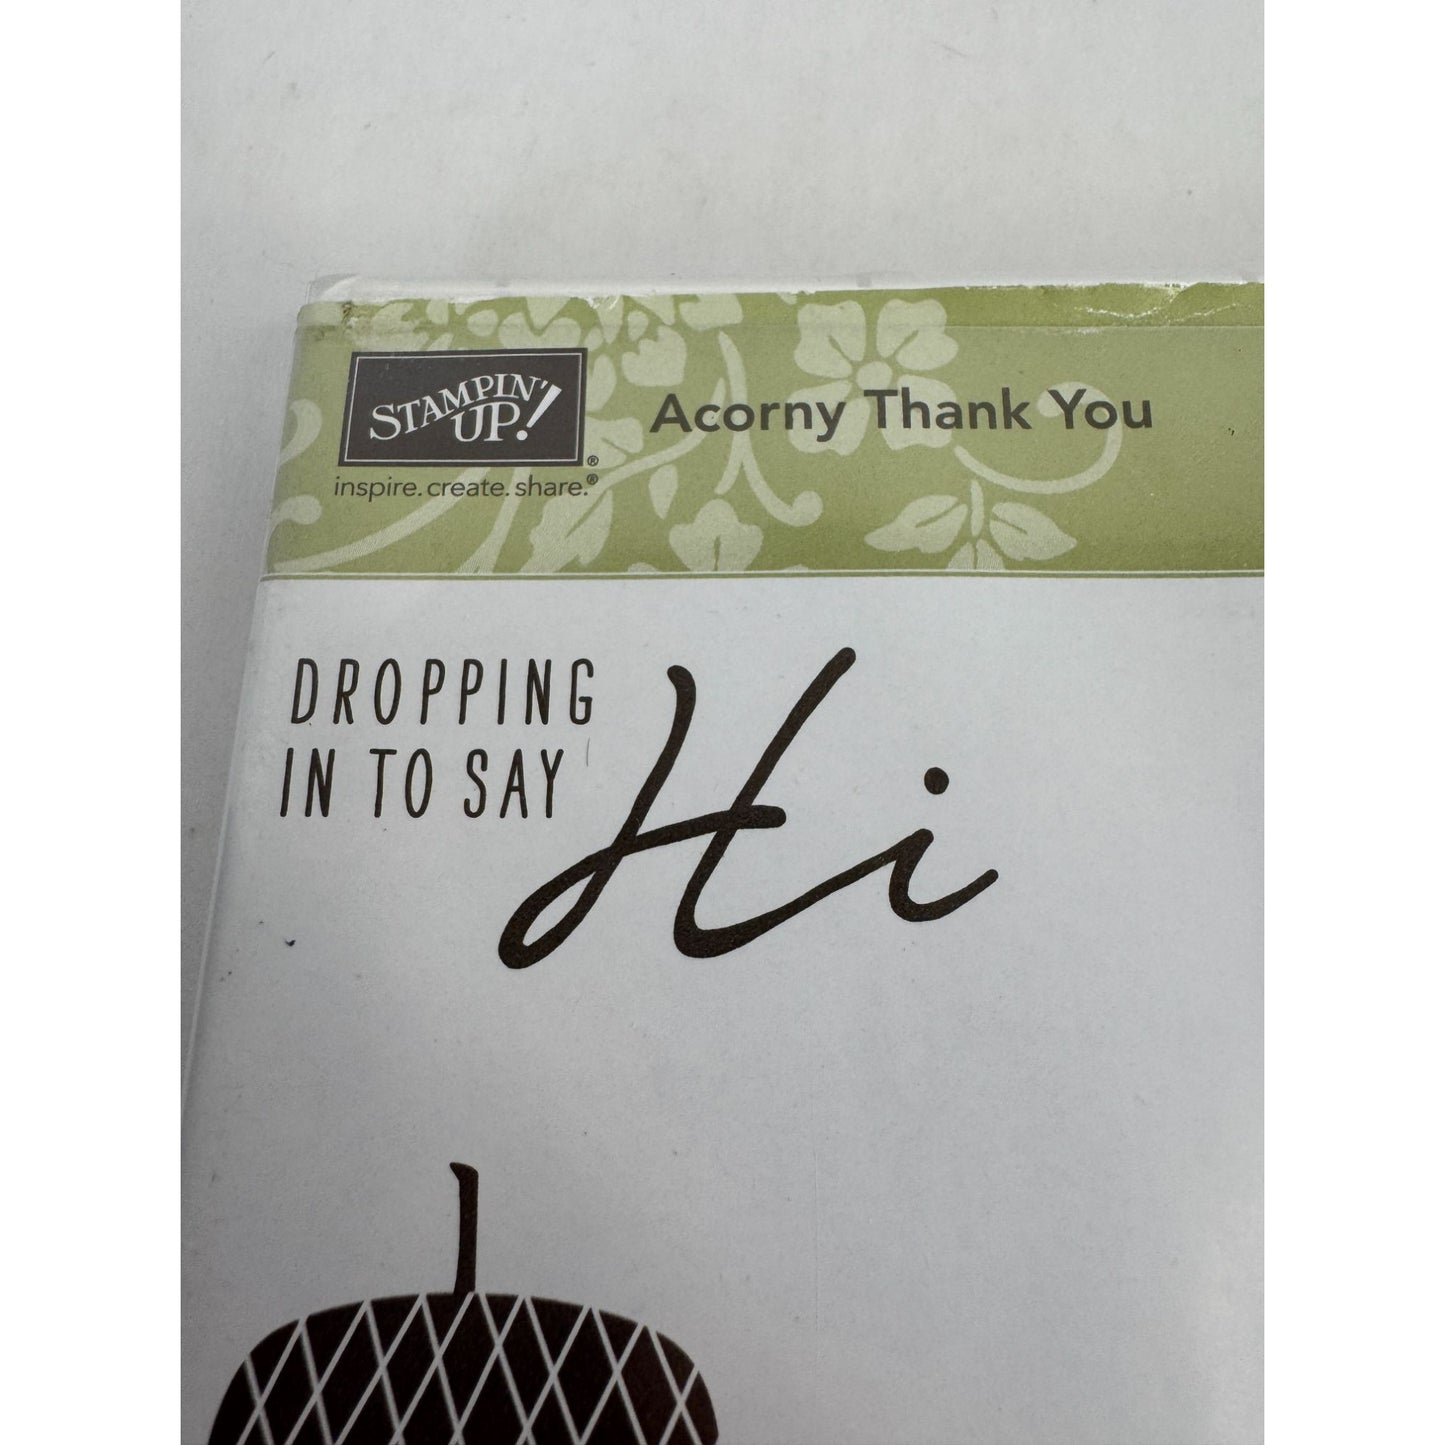 STAMPIN' UP!®
Acorny Thank You
inspire. create. share.®
DROPPING
IN TO SAY
Hi